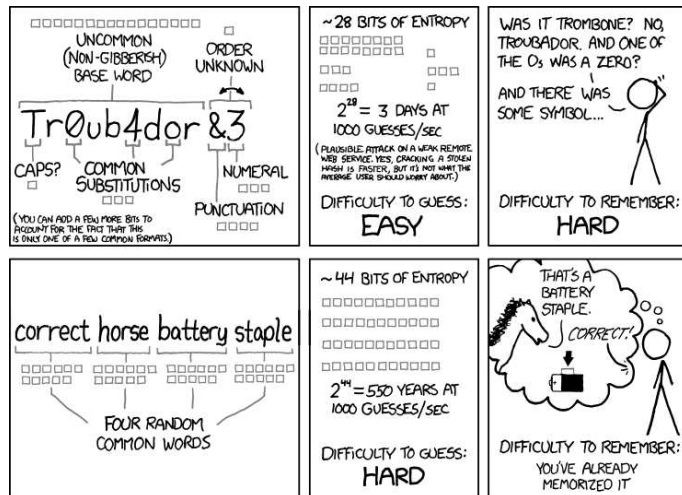 UNCOMMON
(NON-GIBBERISH)
BASE WORD
ORDER
UNKNOWN
Tr0ub4dor &3
CAPS?
COMMON
SUBSTITUTIONS
NUMERAL
PUNCTUATION
(YOU CAN ADD A FEW MORE BITS TO
ACCOUNT FOR THE FACT THAT THIS
IS ONLY ONE OF A FEW COMMON FORMATS.)
~28 BITS OF ENTROPY
2²⁸ = 3 DAYS AT
1000 GUESSES/SEC
(PLAUSIBLE ATTACK ON A WEAK REMOTE
WEB SERVICE. YES, CRACKING A STOLEN
HASH IS FASTER, BUT IT'S NOT WHAT THE
AVERAGE USER SHOULD WORRY ABOUT.)
DIFFICULTY TO GUESS:
EASY
WAS IT TROMBONE? NO,
TROUBADOR. AND ONE OF
THE Os WAS A ZERO?
AND THERE WAS
SOME SYMBOL...
DIFFICULTY TO REMEMBER:
HARD
correct horse battery staple
FOUR RANDOM
COMMON WORDS
~44 BITS OF ENTROPY
2⁴⁴ = 550 YEARS AT
1000 GUESSES/SEC
DIFFICULTY TO GUESS:
HARD
THAT'S A
BATTERY
STAPLE.
CORRECT!
DIFFICULTY TO REMEMBER:
YOU'VE ALREADY
MEMORIZED IT